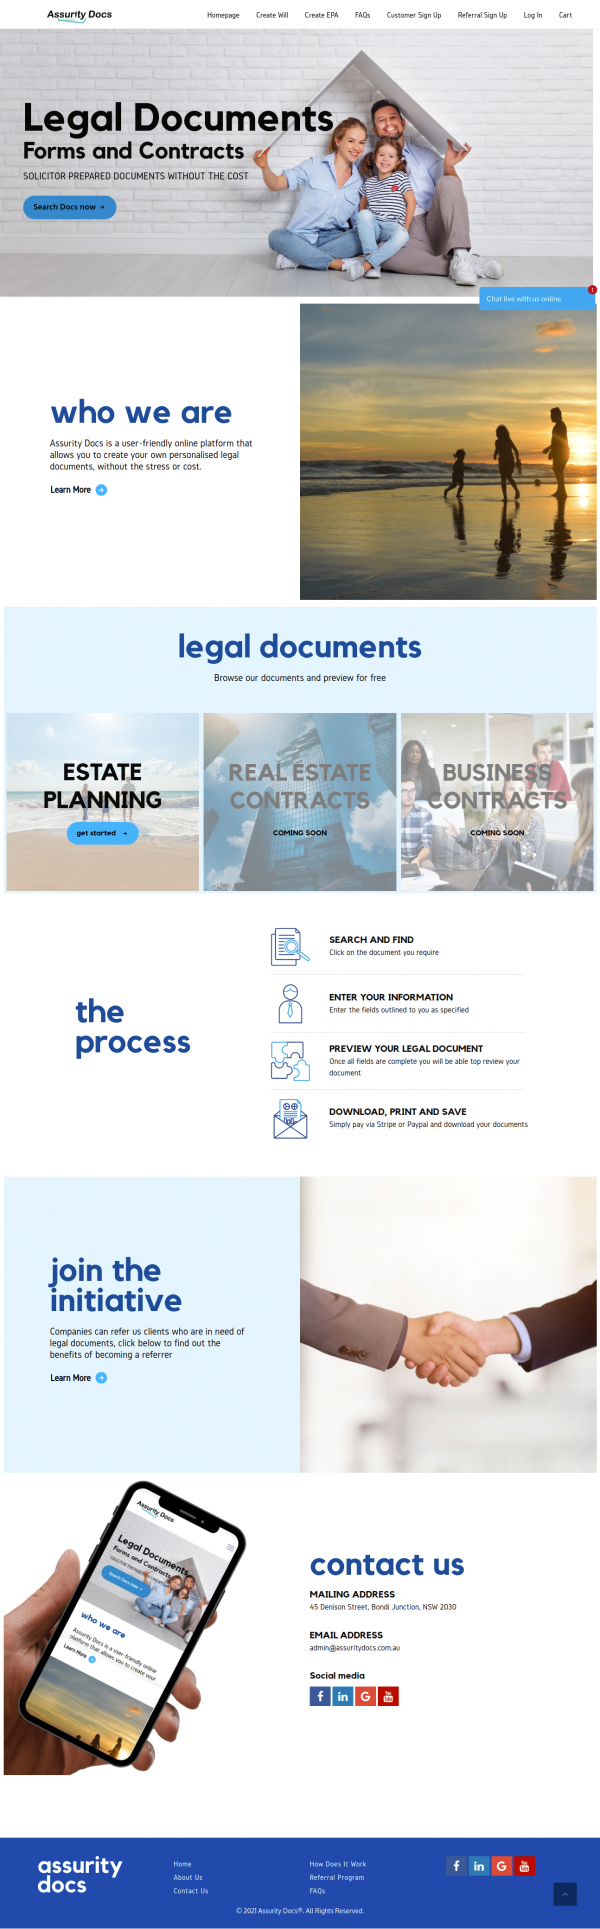 Assurity Docs
Homepage Create Will Create EPA FAQs Customer Sign Up Referral Sign Up Log In Cart
Legal Documents
Forms and Contracts
SOLICITOR PREPARED DOCUMENTS WITHOUT THE COST
Search Docs now →
1
Chat live with us online
who we are
Assurity Docs is a user-friendly online platform that
allows you to create your own personalised legal
documents, without the stress or cost.
Learn More
legal documents
Browse our documents and preview for free
ESTATE
PLANNING
get started →
REAL ESTATE
CONTRACTS
COMING SOON
BUSINESS
CONTRACTS
COMING SOON
the
process
SEARCH AND FIND
Click on the document you require
ENTER YOUR INFORMATION
Enter the fields outlined to you as specified
PREVIEW YOUR LEGAL DOCUMENT
Once all fields are complete you will be able top review your
document
DOWNLOAD, PRINT AND SAVE
Simply pay via Stripe or Paypal and download your documents
join the
initiative
Companies can refer us clients who are in need of
legal documents, click below to find out the
benefits of becoming a referrer
Learn More
Assurity Docs
Legal Documents
Forms and Contracts
Search Docs now
who we are
Assurity Docs is a user-friendly online
platform that allows you to create your
Learn More
contact us
MAILING ADDRESS
45 Denison Street, Bondi Junction, NSW 2030
EMAIL ADDRESS
admin@assuritydocs.com.au
Social media
f in G You Tube
assurity
docs
Home
About Us
Contact Us
How Does It Work
Referral Program
FAQs
f in G You Tube
© 2021 Assurity Docs®. All Rights Reserved.